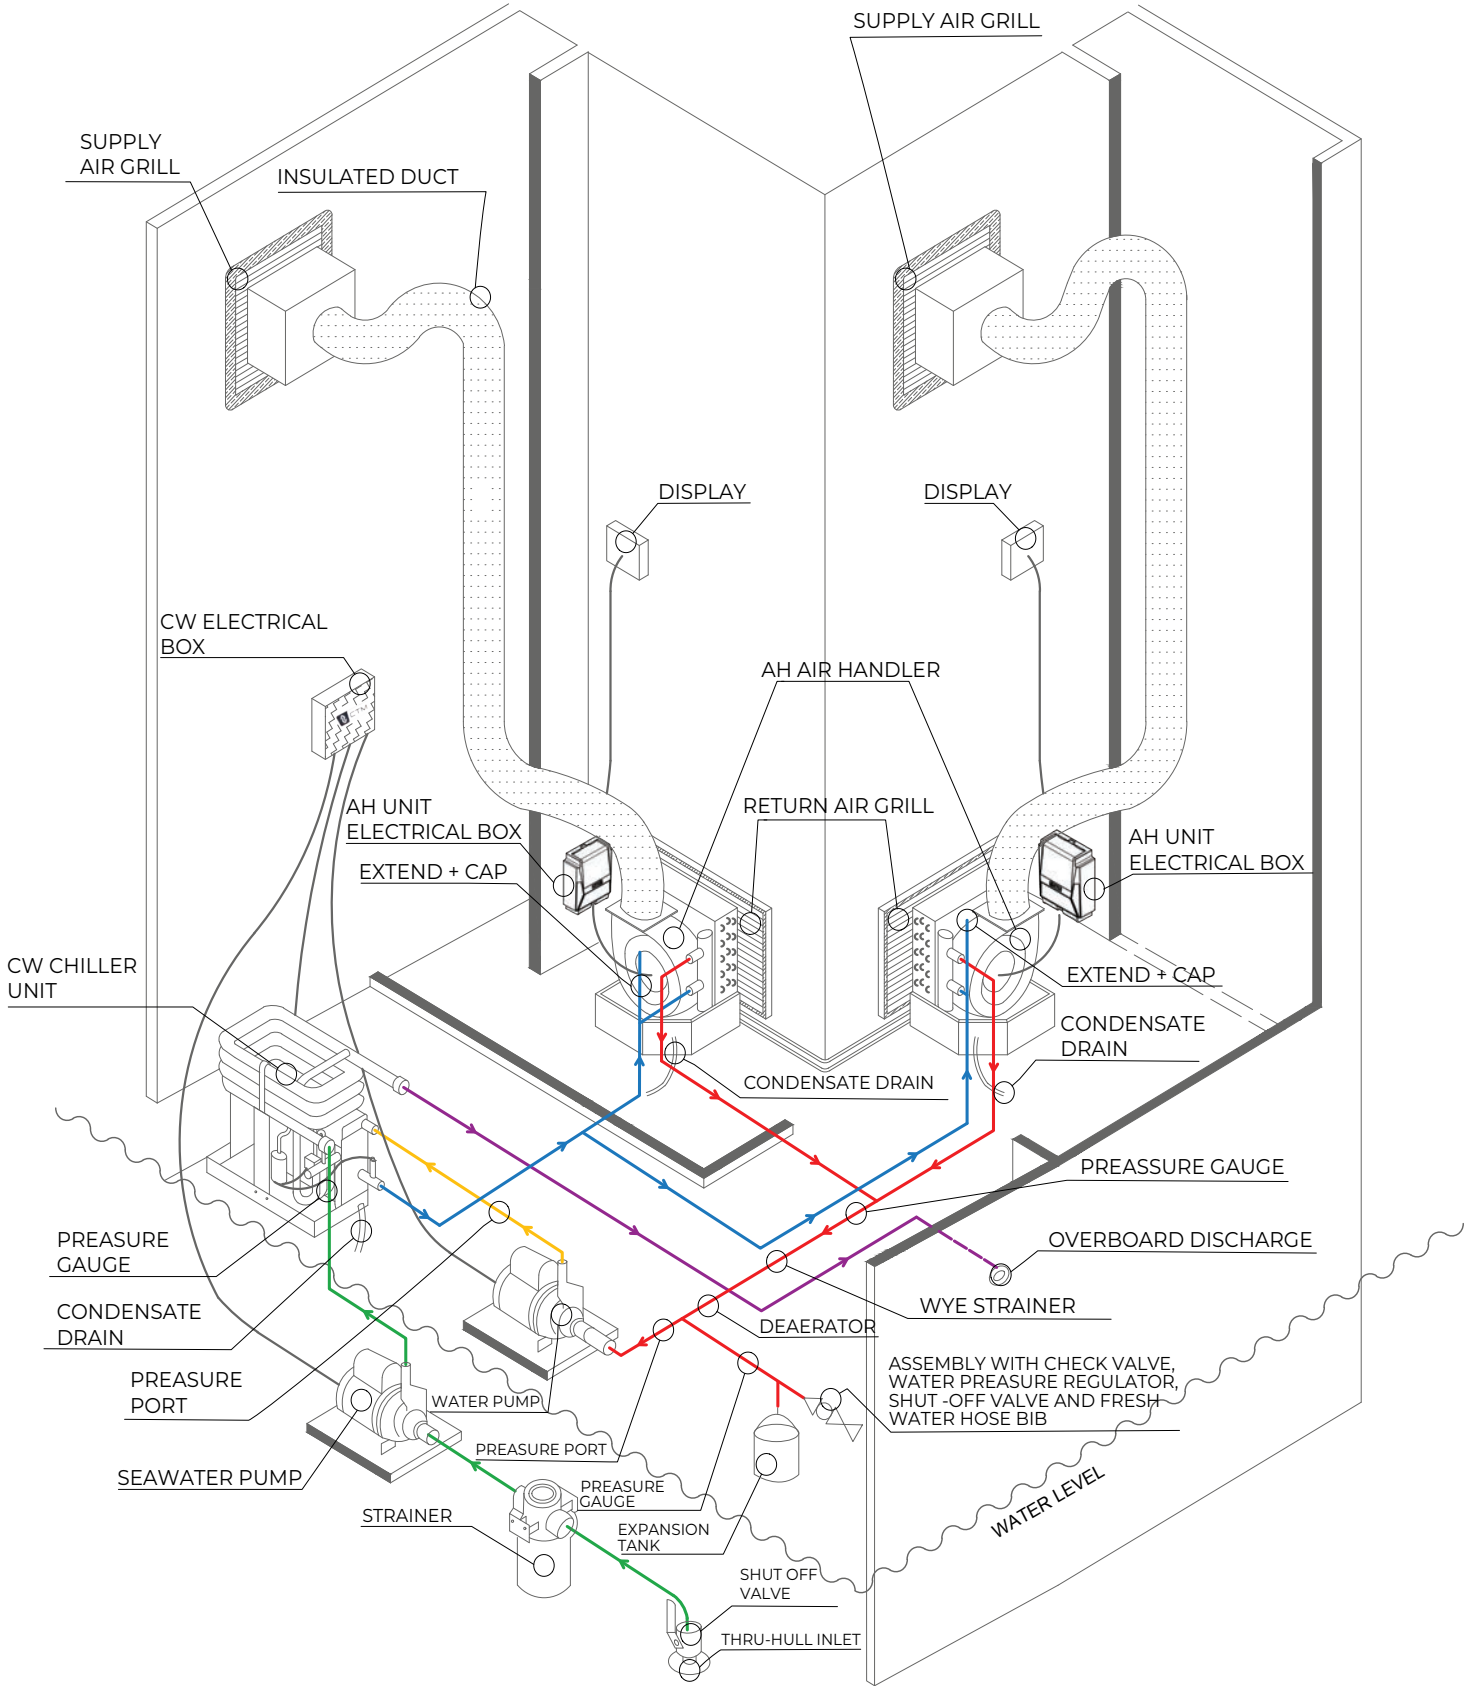 SUPPLY AIR GRILL
SUPPLY
AIR GRILL
INSULATED DUCT
DISPLAY
DISPLAY
CW ELECTRICAL
BOX
CTM
AH AIR HANDLER
AH UNIT
ELECTRICAL BOX
RETURN AIR GRILL
AH UNIT
ELECTRICAL BOX
EXTEND + CAP
CW CHILLER
UNIT
EXTEND + CAP
CONDENSATE
DRAIN
CONDENSATE DRAIN
PREASSURE GAUGE
PREASURE
GAUGE
OVERBOARD DISCHARGE
CONDENSATE
DRAIN
WYE STRAINER
DEAERATOR
PREASURE
PORT
WATER PUMP
ASSEMBLY WITH CHECK VALVE,
WATER PREASURE REGULATOR,
SHUT -OFF VALVE AND FRESH
WATER HOSE BIB
PREASURE PORT
SEAWATER PUMP
PREASURE
GAUGE
STRAINER
EXPANSION
TANK
WATER LEVEL
SHUT OFF
VALVE
THRU-HULL INLET